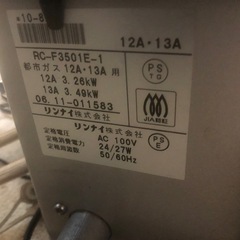 ※10-8
12A・13A
RC-F3501E-1
都市ガス 12A・13A 用
12A 3.26kW
13A 3.49kW
06.11-011583
リンナイ株式会社
PS
TG
JIA認証
リンナイ株式会社
定格電圧 AC 100V
定格消費電力 24/27W
定格周波数 50/60Hz
PS
E